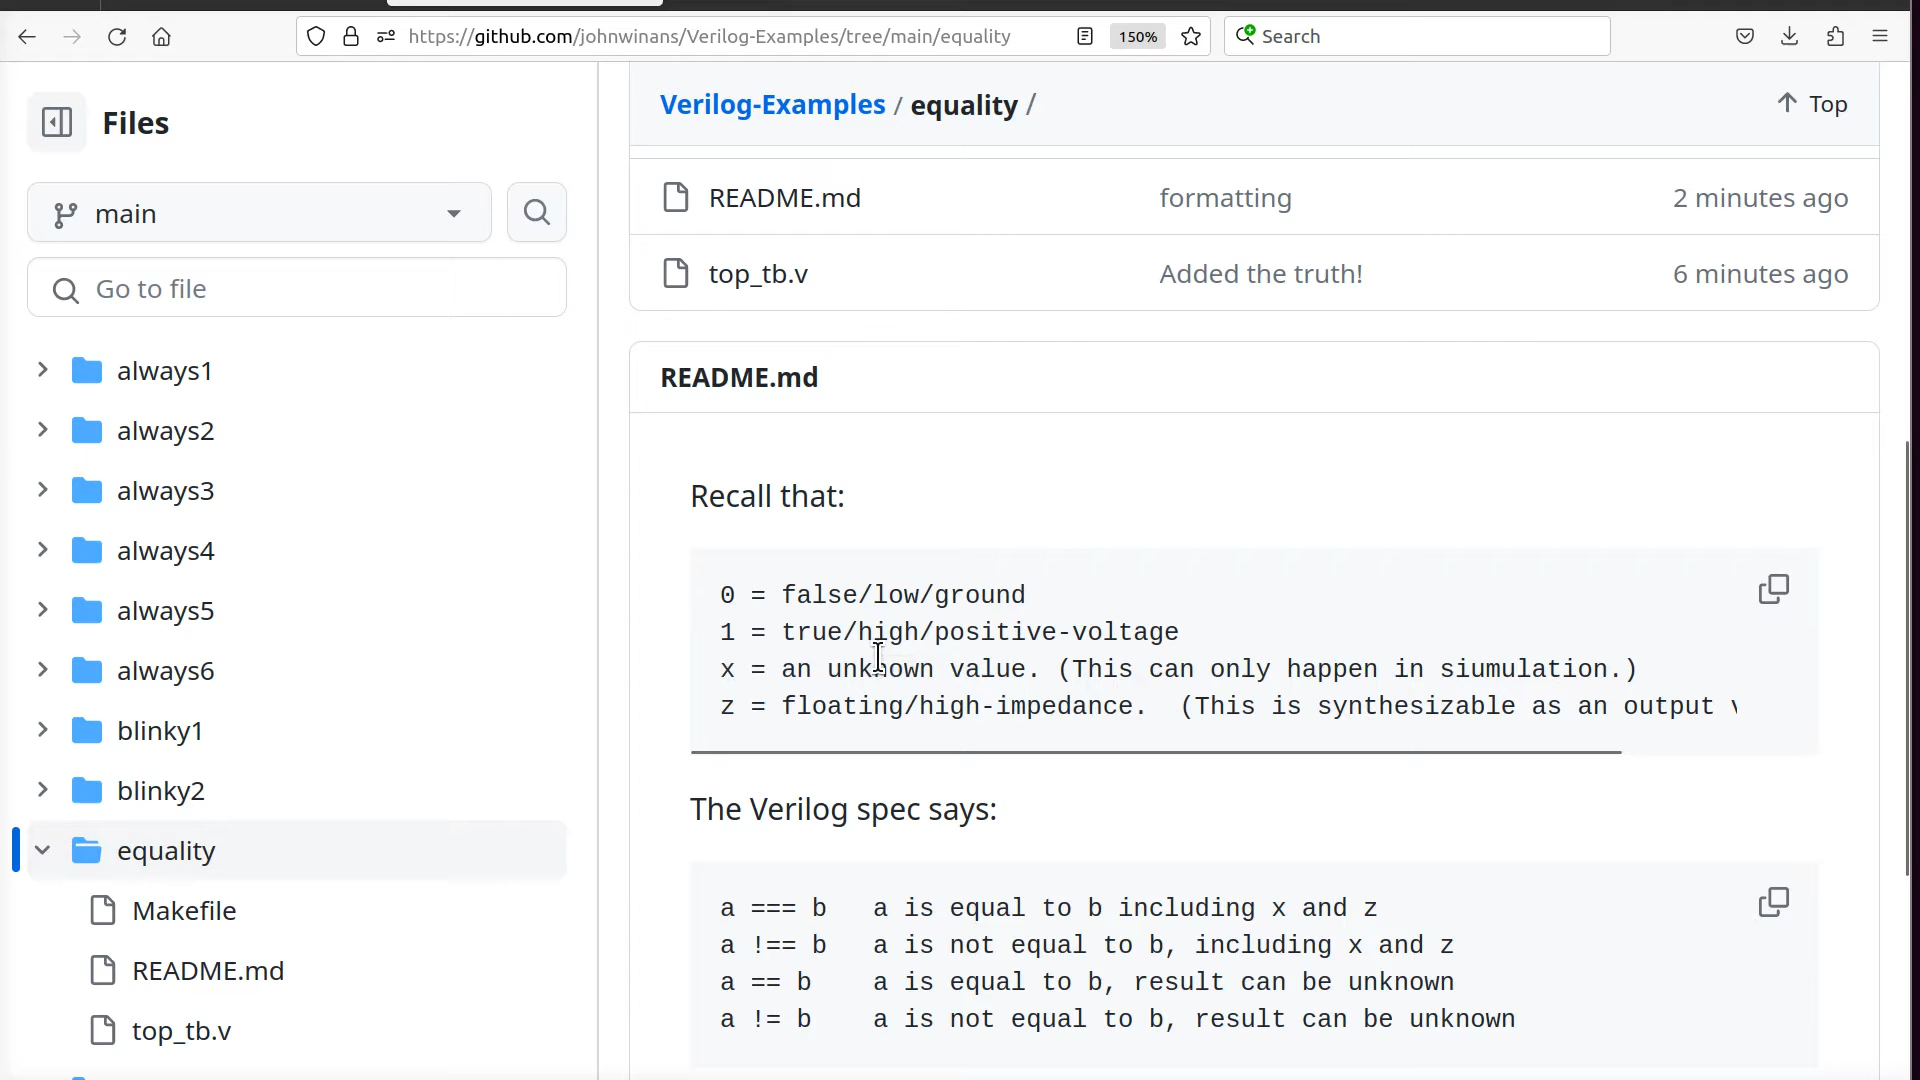 https://github.com/johnwinans/Verilog-Examples/tree/main/equality
150%
Search
Files
main
Go to file
always1
always2
always3
always4
always5
always6
blinky1
blinky2
equality
Makefile
README.md
top_tb.v
Verilog-Examples / equality /
Top
README.md formatting 2 minutes ago
top_tb.v Added the truth! 6 minutes ago
README.md
Recall that:
0 = false/low/ground
1 = true/high/positive-voltage
x = an unknown value. (This can only happen in siumulation.)
z = floating/high-impedance.  (This is synthesizable as an output
The Verilog spec says:
a === b   a is equal to b including x and z
a !== b   a is not equal to b, including x and z
a == b    a is equal to b, result can be unknown
a != b    a is not equal to b, result can be unknown